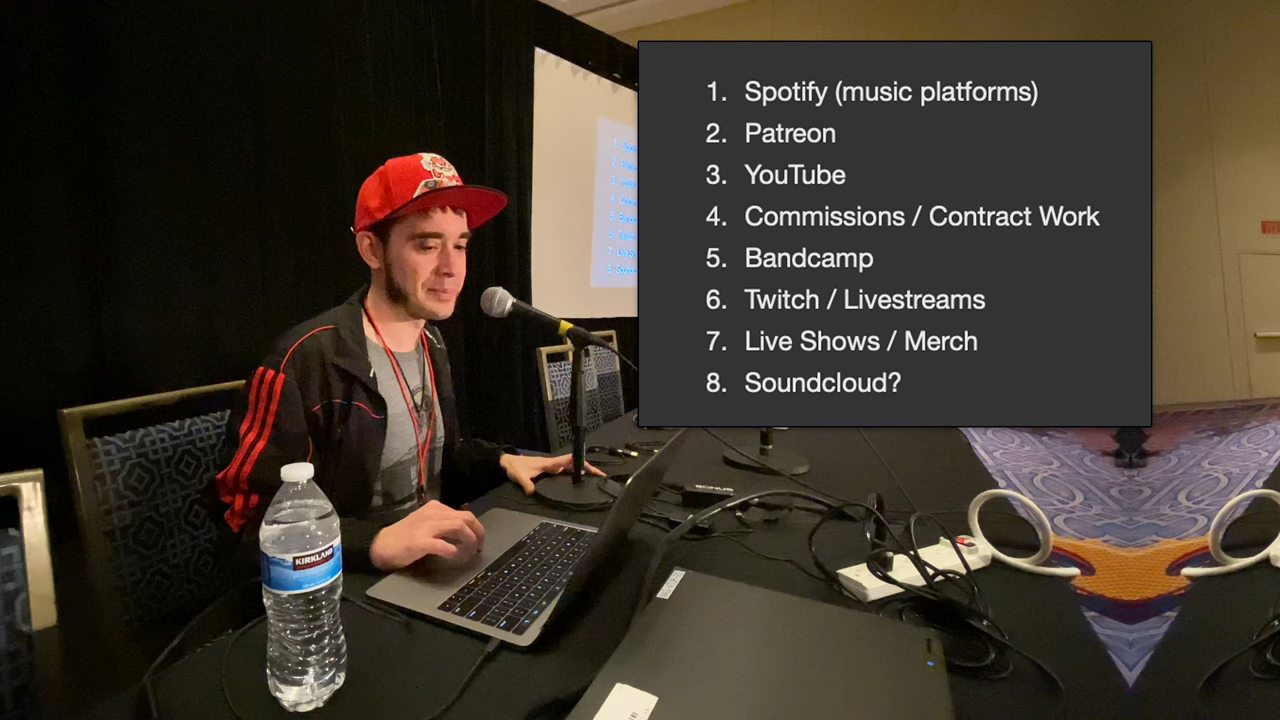 1. Spotify (music platforms)
2. Patreon
3. YouTube
4. Commissions / Contract Work
5. Bandcamp
6. Twitch / Livestreams
7. Live Shows / Merch
8. Soundcloud?
KIRKLAND